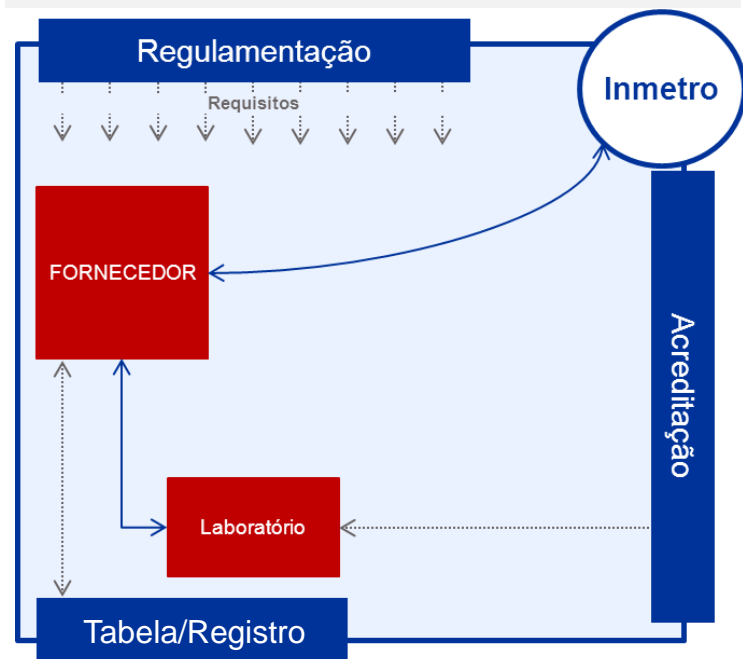 Regulamentação
Inmetro
Requisitos
FORNECEDOR
Acreditação
Laboratório
Tabela/Registro